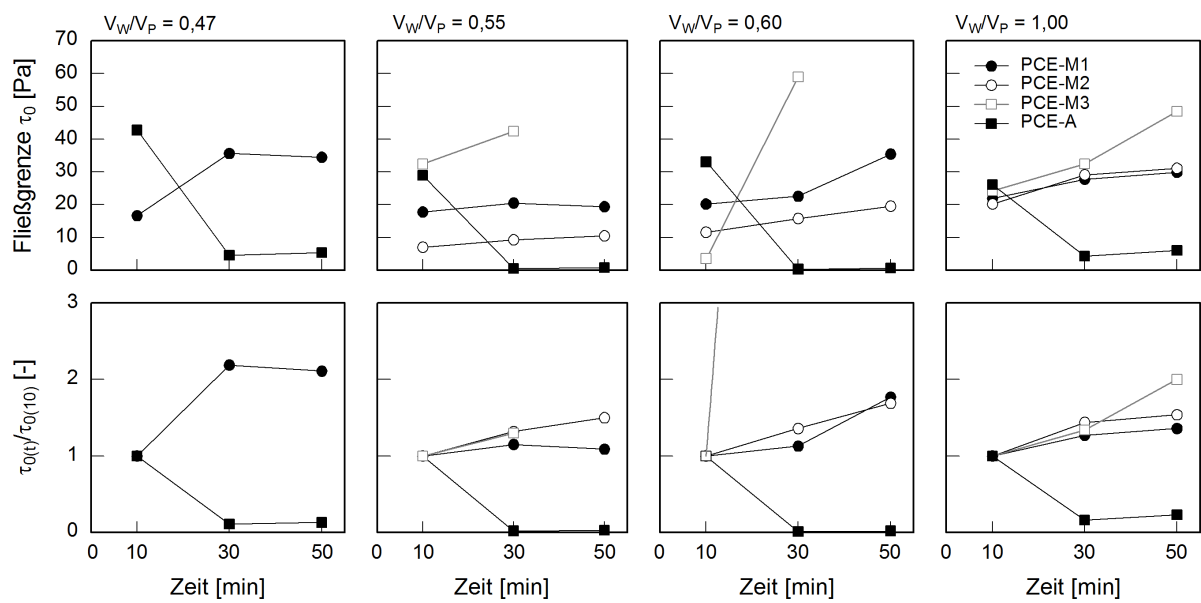 V_W/V_P = 0,47
V_W/V_P = 0,55
V_W/V_P = 0,60
V_W/V_P = 1,00
Fließgrenze τ_0 [Pa]
70
60
50
40
30
20
10
0
PCE-M1
PCE-M2
PCE-M3
PCE-A
τ_0(t)/τ_0(10) [-]
3
2
1
0
0 10 30 50
0 10 30 50
0 10 30 50
0 10 30 50
Zeit [min]
Zeit [min]
Zeit [min]
Zeit [min]